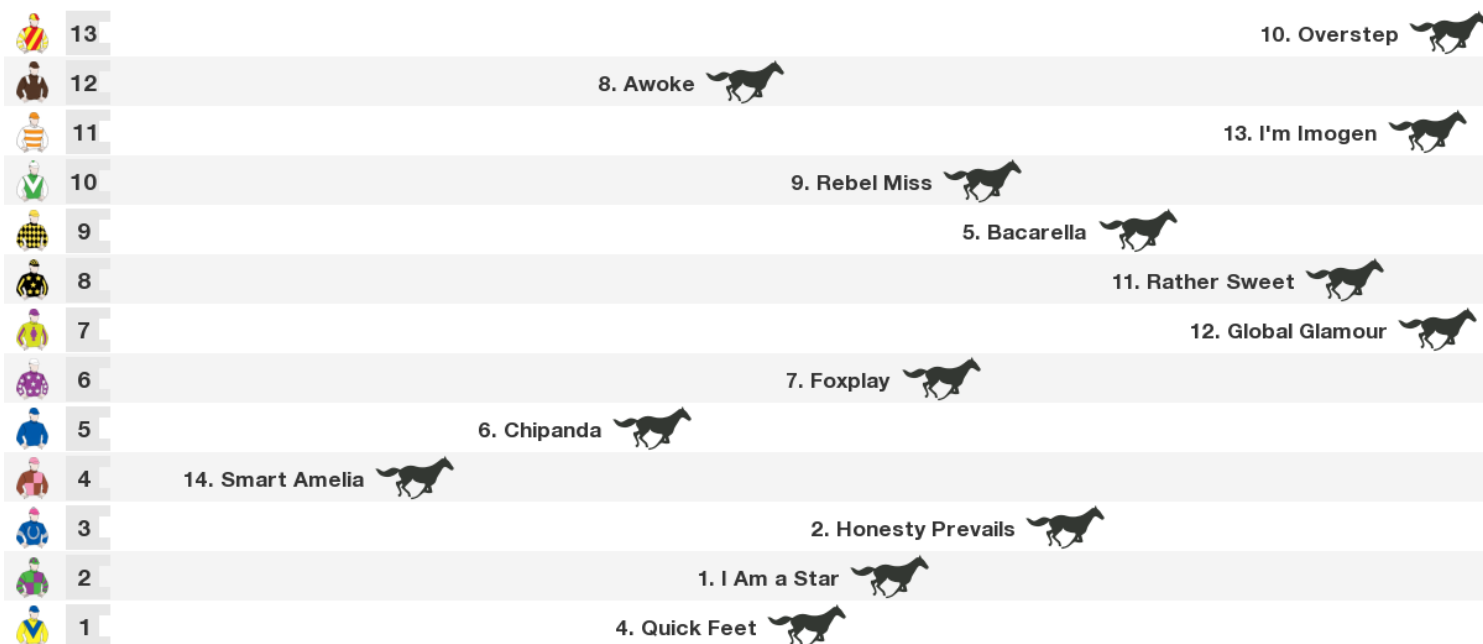 13 10. Overstep
12 8. Awoke
11 13. I'm Imogen
10 9. Rebel Miss
9 5. Bacarella
8 11. Rather Sweet
7 12. Global Glamour
6 7. Foxplay
5 6. Chipanda
4 14. Smart Amelia
3 2. Honesty Prevails
2 1. I Am a Star
1 4. Quick Feet